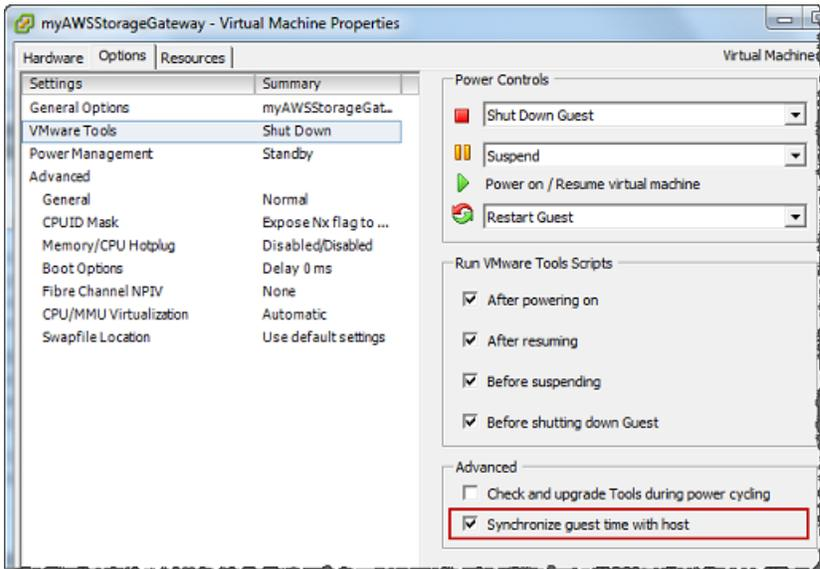 myAWSStorageGateway - Virtual Machine Properties
Hardware Options Resources
Virtual Machine
Settings Summary
General Options myAWSStorageGat...
VMware Tools Shut Down
Power Management Standby
Advanced
General Normal
CPUID Mask Expose Nx flag to ...
Memory/CPU Hotplug Disabled/Disabled
Boot Options Delay 0 ms
Fibre Channel NPIV None
CPU/MMU Virtualization Automatic
Swapfile Location Use default settings
Power Controls
Shut Down Guest
Suspend
Power on / Resume virtual machine
Restart Guest
Run VMware Tools Scripts
After powering on
After resuming
Before suspending
Before shutting down Guest
Advanced
Check and upgrade Tools during power cycling
Synchronize guest time with host